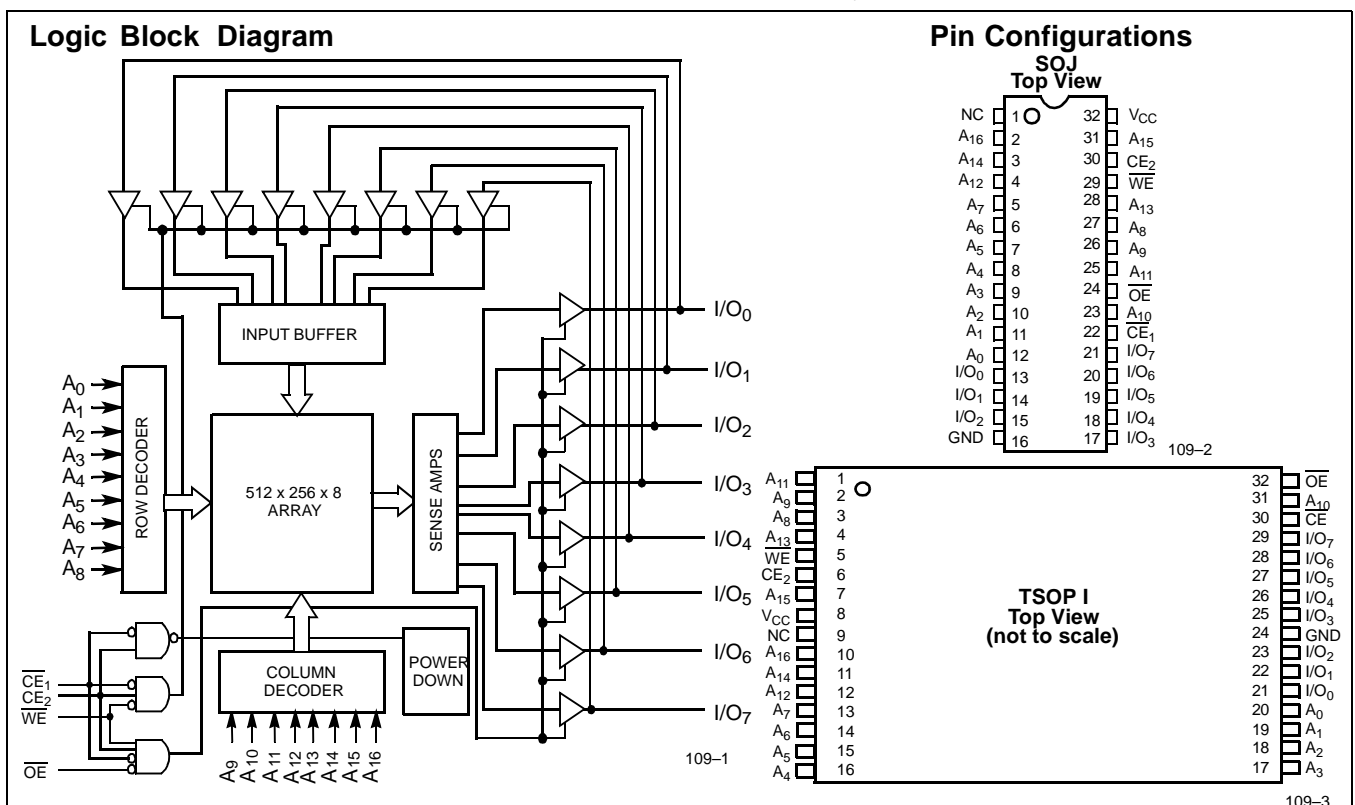 Logic Block Diagram
INPUT BUFFER
A0
A1
A2
A3
A4
A5
A6
A7
A8
ROW DECODER
512 x 256 x 8
ARRAY
SENSE AMPS
I/O0
I/O1
I/O2
I/O3
I/O4
I/O5
I/O6
I/O7
COLUMN
DECODER
POWER
DOWN
C̅E̅1
CE2
W̅E̅
O̅E̅
A9
A10
A11
A12
A13
A14
A15
A16
109–1
Pin Configurations
SOJ
Top View
NC 1 32 VCC
A16 2 31 A15
A14 3 30 CE2
A12 4 29 W̅E̅
A7 5 28 A13
A6 6 27 A8
A5 7 26 A9
A4 8 25 A11
A3 9 24 O̅E̅
A2 10 23 A10
A1 11 22 C̅E̅1
A0 12 21 I/O7
I/O0 13 20 I/O6
I/O1 14 19 I/O5
I/O2 15 18 I/O4
GND 16 17 I/O3
109–2
A11 1 32 O̅E̅
A9 2 31 A10
A8 3 30 C̅E̅
A13 4 29 I/O7
W̅E̅ 5 28 I/O6
CE2 6 27 I/O5
A15 7 26 I/O4
VCC 8 25 I/O3
NC 9 24 GND
A16 10 23 I/O2
A14 11 22 I/O1
A12 12 21 I/O0
A7 13 20 A0
A6 14 19 A1
A5 15 18 A2
A4 16 17 A3
TSOP I
Top View
(not to scale)
109–3